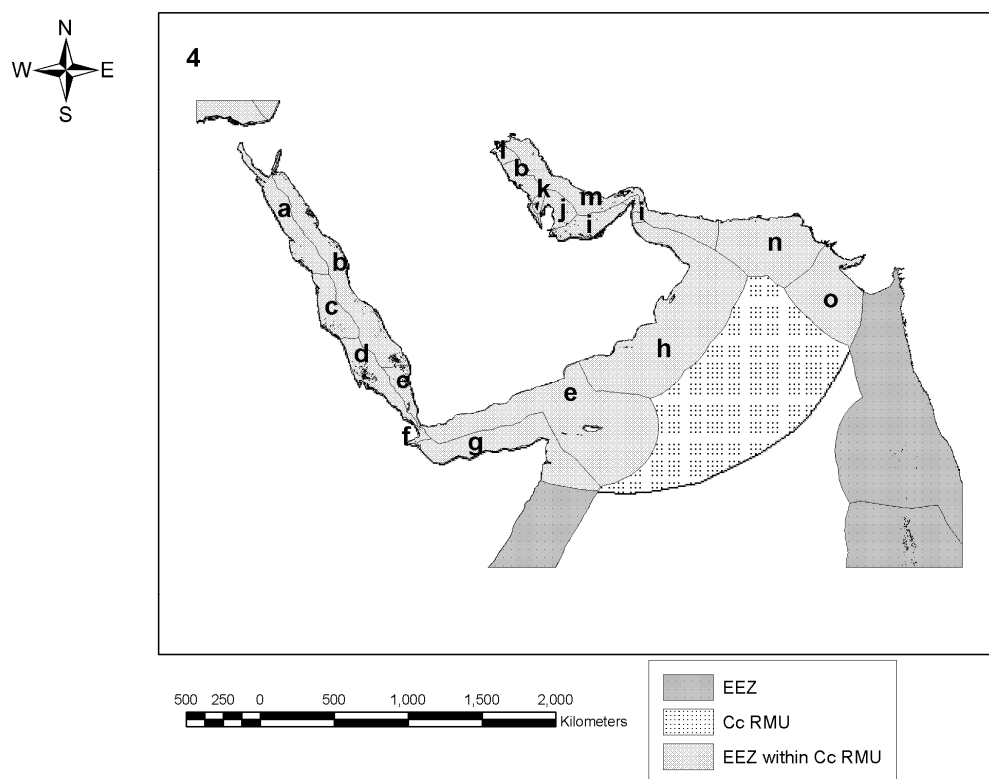 N
W E
S
4
a
b
c
d
e
f
g
e
h
l
b
k
j
m
i
i
n
o
500 250 0 500 1,000 1,500 2,000
Kilometers
EEZ
Cc RMU
EEZ within Cc RMU